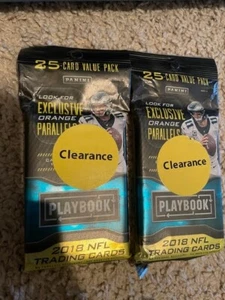 25 CARD VALUE PACK
PANINI
LOOK FOR
EXCLUSIVE
ORANGE
PARALLELS
Clearance
PLAYBOOK
2018 NFL
TRADING CARDS
25 CARD VALUE PACK
PANINI
LOOK FOR
EXCLUSIVE
ORANGE
PARALLELS
Clearance
PLAYBOOK
2018 NFL
TRADING CARDS